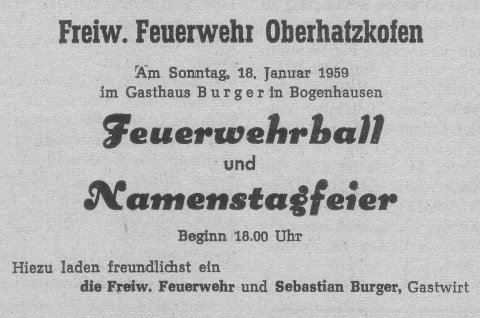 Freiw. Feuerwehr Oberhatzkofen
Am Sonntag, 18. Januar 1959
im Gasthaus Burger in Bogenhausen
Feuerwehrball
und
Namenstagfeier
Beginn 18.00 Uhr
Hiezu laden freundlichst ein
die Freiw. Feuerwehr und Sebastian Burger, Gastwirt